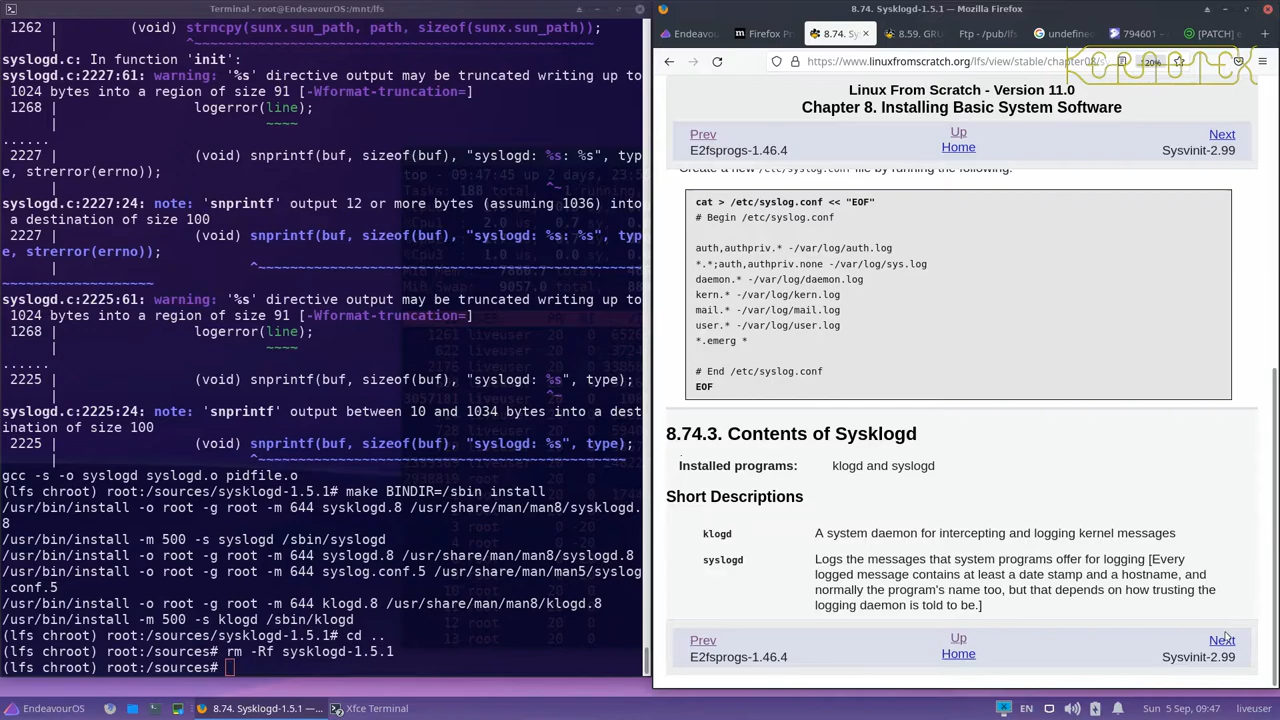 Terminal - root@EndeavourOS:/mnt/lfs
1262 |          (void) strncpy(sunx.sun_path, path, sizeof(sunx.sun_path));
     |                 ^~~~~~~~~~~~~~~~~~~~~~~~~~~~~~~~~~~~~~~~~~~~~~~~~~~
syslogd.c: In function 'init':
syslogd.c:2227:61: warning: '%s' directive output may be truncated writing up to
1024 bytes into a region of size 91 [-Wformat-truncation=]
1268 |                 logerror(line);
     |                          ~~~~
......
2227 |                 (void) snprintf(buf, sizeof(buf), "syslogd: %s: %s", typ
e, strerror(errno));
     |                                                             ^~
syslogd.c:2227:24: note: 'snprintf' output 12 or more bytes (assuming 1036) into
a destination of size 100
2227 |                 (void) snprintf(buf, sizeof(buf), "syslogd: %s: %s", typ
e, strerror(errno));
     |                        ^~~~~~~~~~~~~~~~~~~~~~~~~~~~~~~~~~~~~~~~~~~~~~~~~
~~~~~~~~~~~~~~~~~~~
syslogd.c:2225:61: warning: '%s' directive output may be truncated writing up to
1024 bytes into a region of size 91 [-Wformat-truncation=]
1268 |                 logerror(line);
     |                          ~~~~
......
2225 |                 (void) snprintf(buf, sizeof(buf), "syslogd: %s", type);
     |                                                             ^~
syslogd.c:2225:24: note: 'snprintf' output between 10 and 1034 bytes into a dest
ination of size 100
2225 |                 (void) snprintf(buf, sizeof(buf), "syslogd: %s", type);
     |                        ^~~~~~~~~~~~~~~~~~~~~~~~~~~~~~~~~~~~~~~~~~~~~~~
gcc -s -o syslogd syslogd.o pidfile.o
(lfs chroot) root:/sources/sysklogd-1.5.1# make BINDIR=/sbin install
/usr/bin/install -o root -g root -m 644 sysklogd.8 /usr/share/man/man8/sysklogd.
8
/usr/bin/install -m 500 -s syslogd /sbin/syslogd
/usr/bin/install -o root -g root -m 644 syslogd.8 /usr/share/man/man8/syslogd.8
/usr/bin/install -o root -g root -m 644 syslog.conf.5 /usr/share/man/man5/syslog
.conf.5
/usr/bin/install -o root -g root -m 644 klogd.8 /usr/share/man/man8/klogd.8
/usr/bin/install -m 500 -s klogd /sbin/klogd
(lfs chroot) root:/sources/sysklogd-1.5.1# cd ..
(lfs chroot) root:/sources# rm -Rf sysklogd-1.5.1
(lfs chroot) root:/sources#
8.74. Sysklogd-1.5.1 — Mozilla Firefox
Endeavou
Firefox Pr
8.74. Sy
8.59. GR
Ftp - /pub/lfs
undefined
794601 -
[PATCH] e
https://www.linuxfromscratch.org/lfs/view/stable/chapter08/s
120%
Linux From Scratch - Version 11.0
Chapter 8. Installing Basic System Software
Prev Up Next
E2fsprogs-1.46.4 Home Sysvinit-2.99
Create a new /etc/syslog.conf file by running the following:
cat > /etc/syslog.conf << "EOF"
# Begin /etc/syslog.conf
auth,authpriv.* -/var/log/auth.log
*.*;auth,authpriv.none -/var/log/sys.log
daemon.* -/var/log/daemon.log
kern.* -/var/log/kern.log
mail.* -/var/log/mail.log
user.* -/var/log/user.log
*.emerg *
# End /etc/syslog.conf
EOF
8.74.3. Contents of Sysklogd
Installed programs: klogd and syslogd
Short Descriptions
klogd A system daemon for intercepting and logging kernel messages
syslogd Logs the messages that system programs offer for logging [Every
logged message contains at least a date stamp and a hostname, and
normally the program's name too, but that depends on how trusting the
logging daemon is told to be.]
Prev Up Next
E2fsprogs-1.46.4 Home Sysvinit-2.99
EndeavourOS
8.74. Sysklogd-1.5.1 —...
Xfce Terminal
EN
Sun 5 Sep, 09:47
liveuser